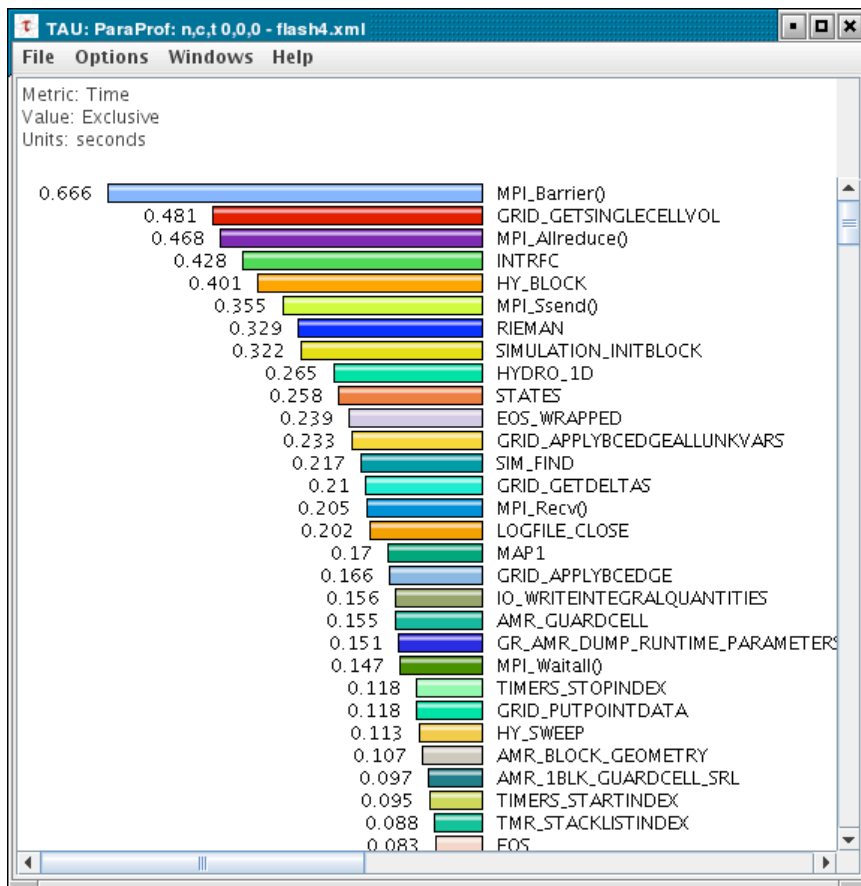 TAU: ParaProf: n,c,t 0,0,0 - flash4.xml
File Options Windows Help
Metric: Time
Value: Exclusive
Units: seconds
0.666 MPI_Barrier()
0.481 GRID_GETSINGLECELLVOL
0.468 MPI_Allreduce()
0.428 INTRFC
0.401 HY_BLOCK
0.355 MPI_Ssend()
0.329 RIEMAN
0.322 SIMULATION_INITBLOCK
0.265 HYDRO_1D
0.258 STATES
0.239 EOS_WRAPPED
0.233 GRID_APPLYBCEDGEALLUNKVARS
0.217 SIM_FIND
0.21 GRID_GETDELTAS
0.205 MPI_Recv()
0.202 LOGFILE_CLOSE
0.17 MAP1
0.166 GRID_APPLYBCEDGE
0.156 IO_WRITEINTEGRALQUANTITIES
0.155 AMR_GUARDCELL
0.151 GR_AMR_DUMP_RUNTIME_PARAMETERS
0.147 MPI_Waitall()
0.118 TIMERS_STOPINDEX
0.118 GRID_PUTPOINTDATA
0.113 HY_SWEEP
0.107 AMR_BLOCK_GEOMETRY
0.097 AMR_1BLK_GUARDCELL_SRL
0.095 TIMERS_STARTINDEX
0.088 TMR_STACKLISTINDEX
0.083 EOS